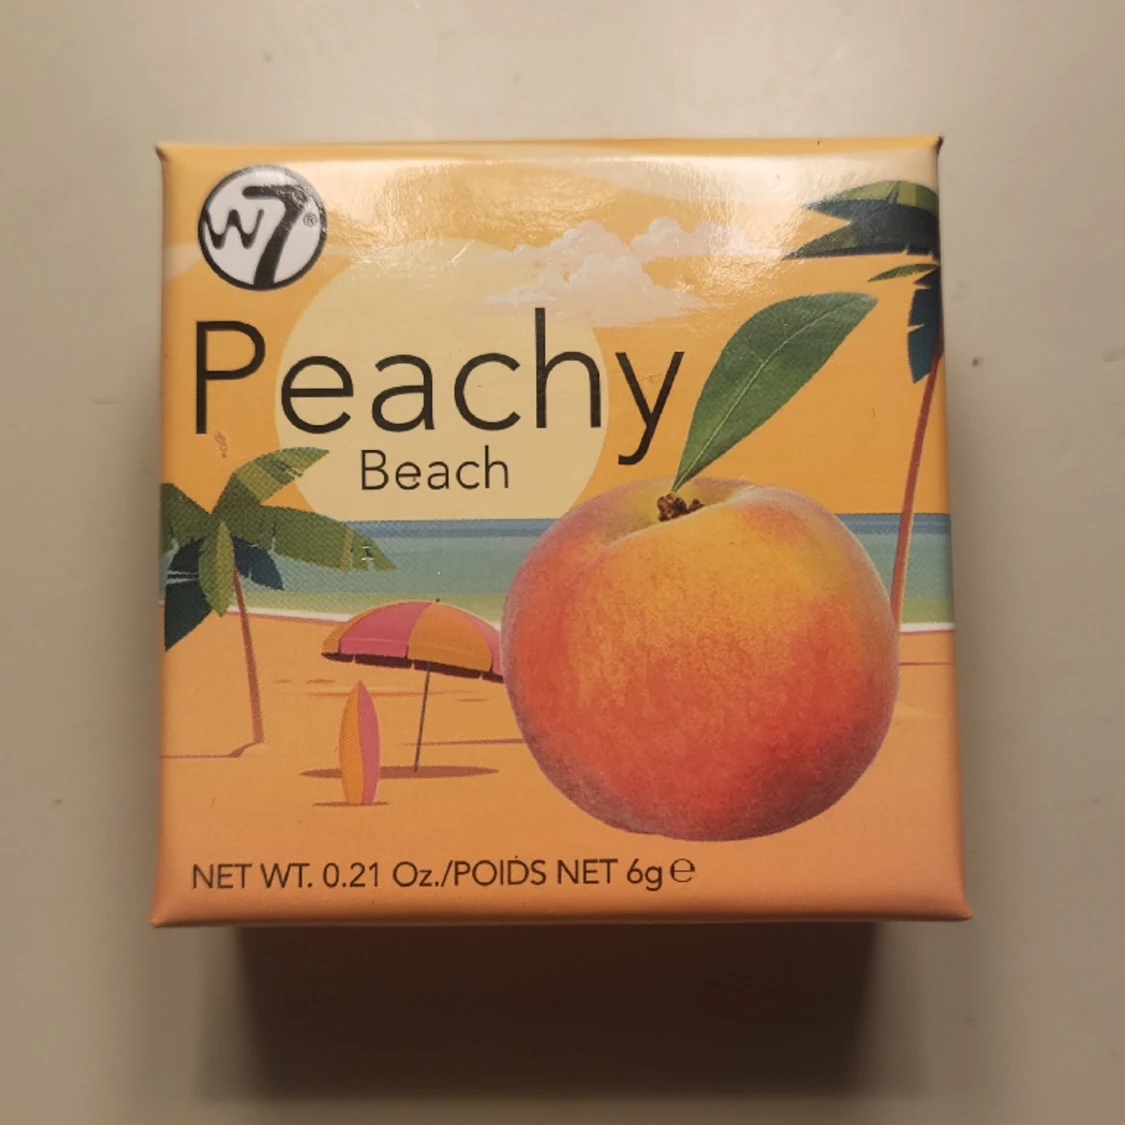 W7®
Peachy
Beach
NET WT. 0.21 Oz./POIDS NET 6g℮